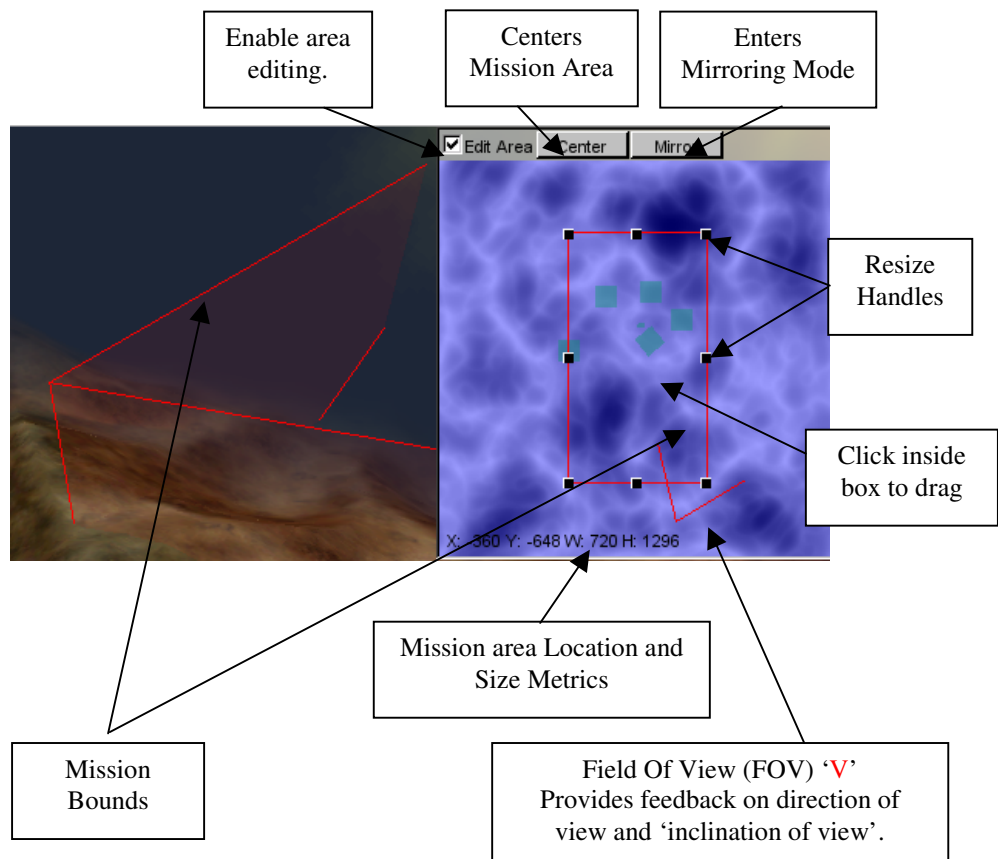 Enable area
editing.
Centers
Mission Area
Enters
Mirroring Mode
Edit Area
Center
Mirror
Resize
Handles
Click inside
box to drag
X: -360 Y: -648 W: 720 H: 1296
Mission area Location and
Size Metrics
Mission
Bounds
Field Of View (FOV) ‘V’
Provides feedback on direction of
view and ‘inclination of view’.